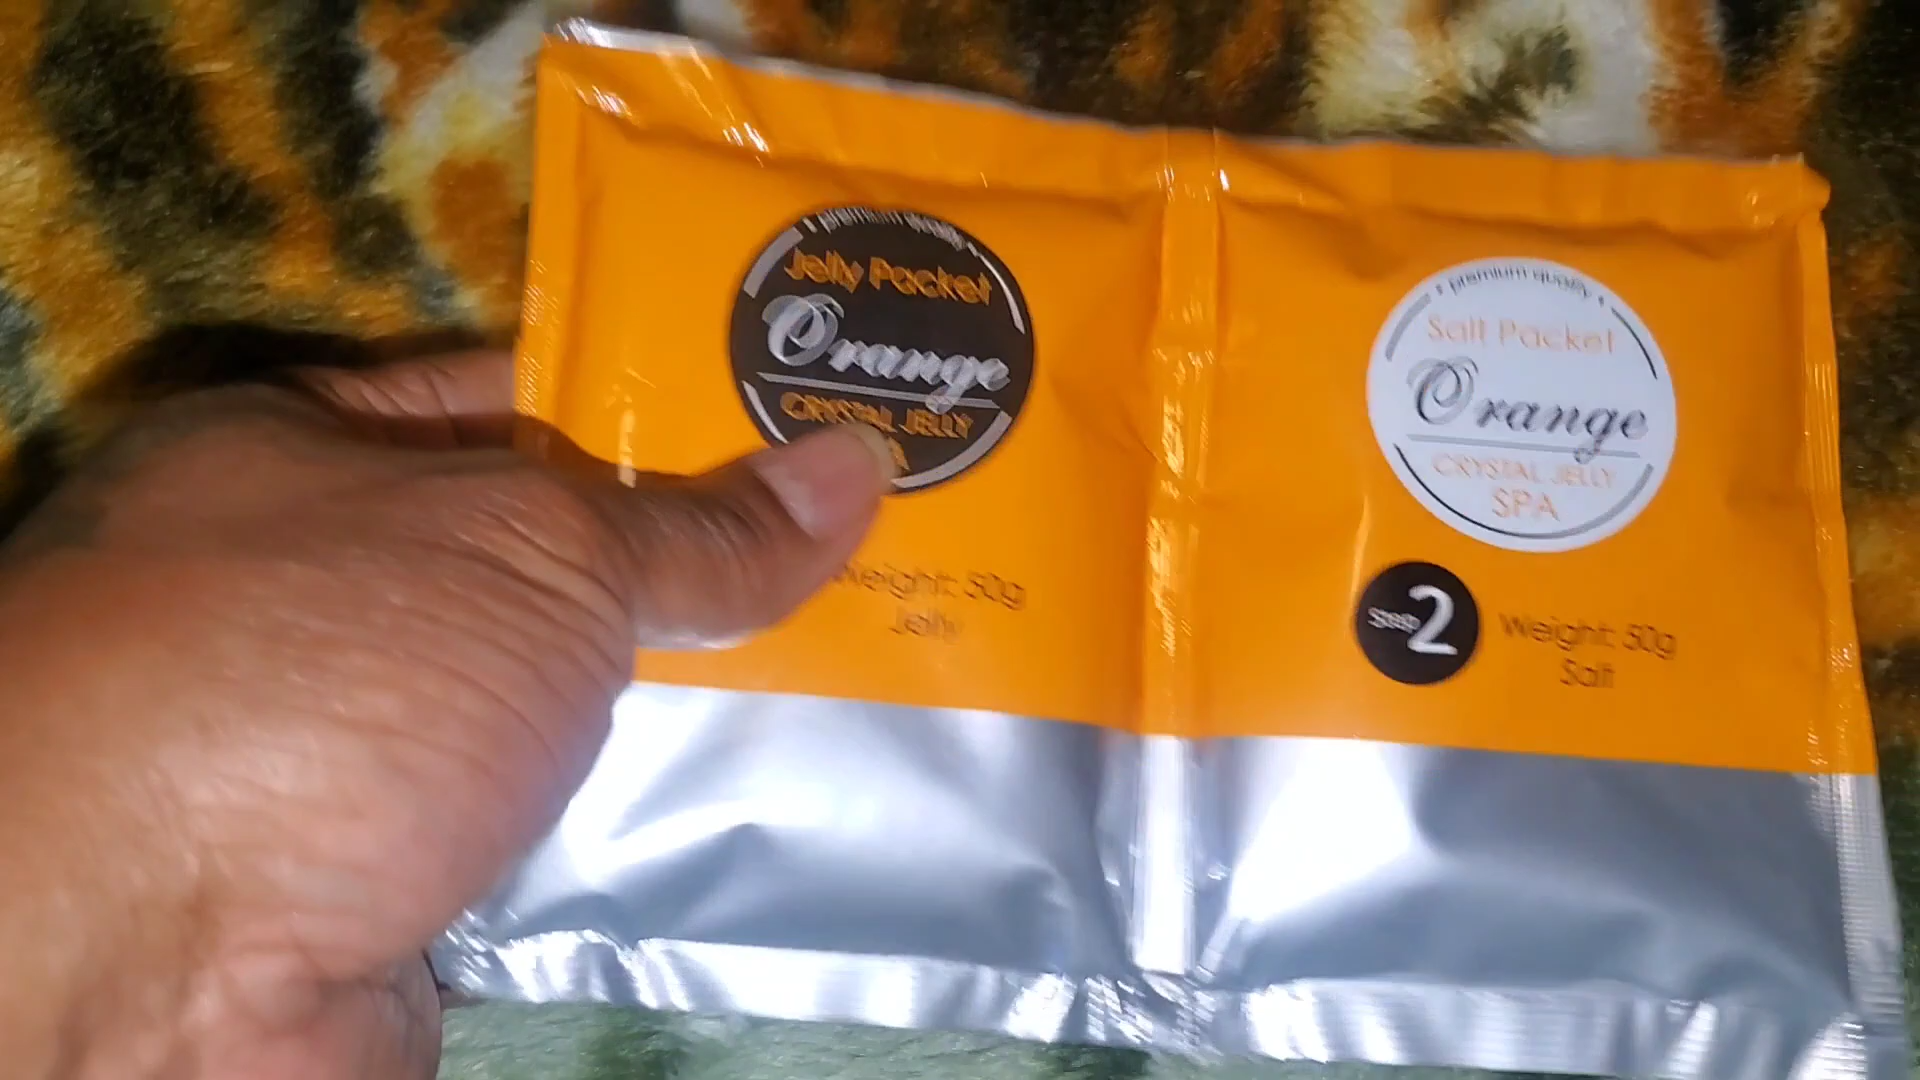 premium quality
Jelly Packet
Orange
CRYSTAL JELLY
Weight: 50g
Jelly
premium quality
Salt Packet
Orange
CRYSTAL JELLY
SPA
Step 2
Weight: 50g
Salt